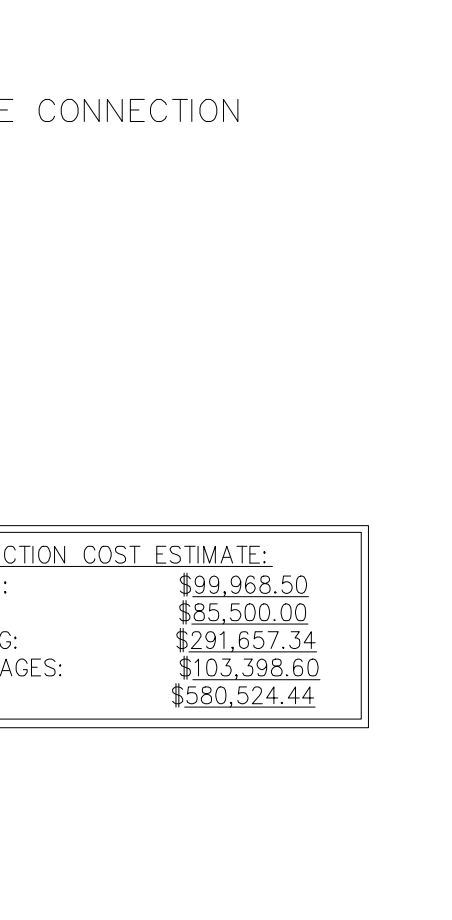 E CONNECTION
CTION COST ESTIMATE:
: $99,968.50
$85,500.00
G: $291,657.34
AGES: $103,398.60
$580,524.44